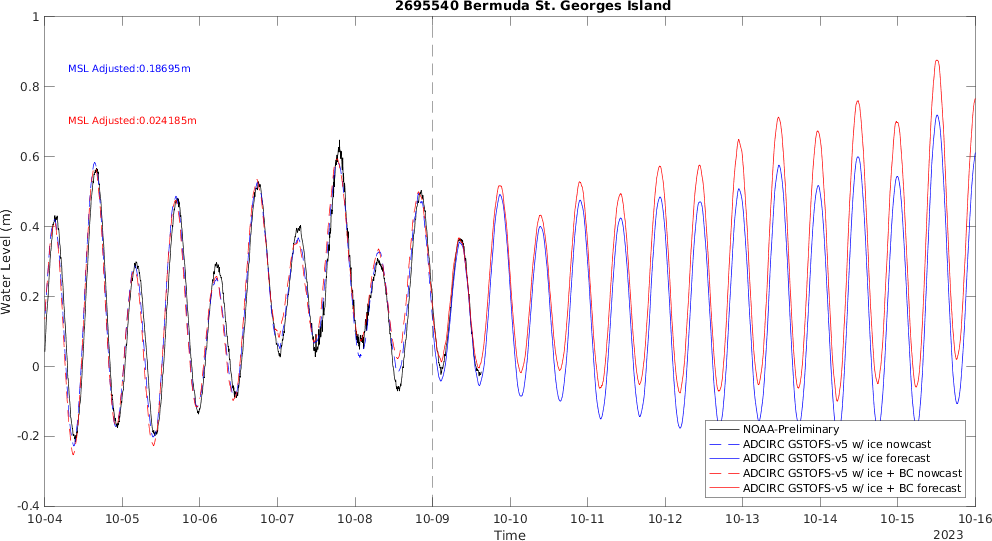 2695540 Bermuda St. Georges Island
1
0.8
0.6
0.4
0.2
0
-0.2
-0.4
Water Level (m)
MSL Adjusted:0.18695m
MSL Adjusted:0.024185m
NOAA-Preliminary
ADCIRC GSTOFS-v5 w/ ice nowcast
ADCIRC GSTOFS-v5 w/ ice forecast
ADCIRC GSTOFS-v5 w/ ice + BC nowcast
ADCIRC GSTOFS-v5 w/ ice + BC forecast
10-04 10-05 10-06 10-07 10-08 10-09 10-10 10-11 10-12 10-13 10-14 10-15 10-16
Time
2023